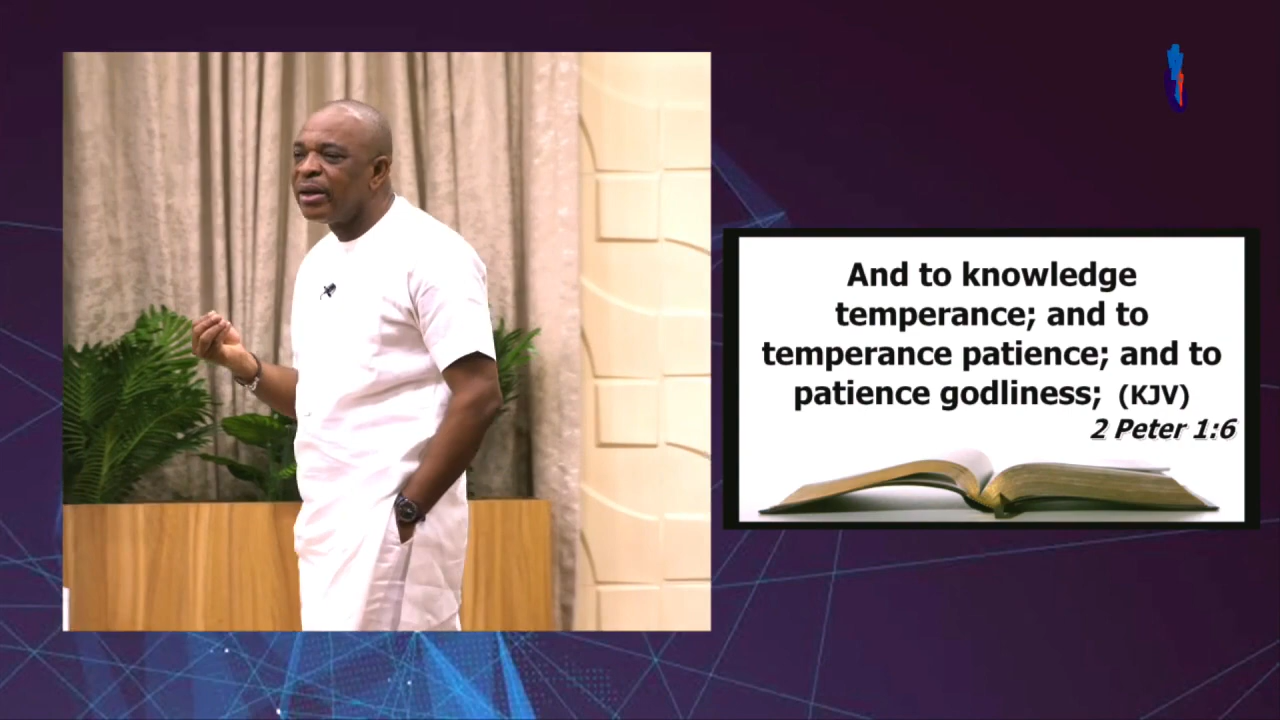 And to knowledge
temperance; and to
temperance patience; and to
patience godliness; (KJV)
2 Peter 1:6